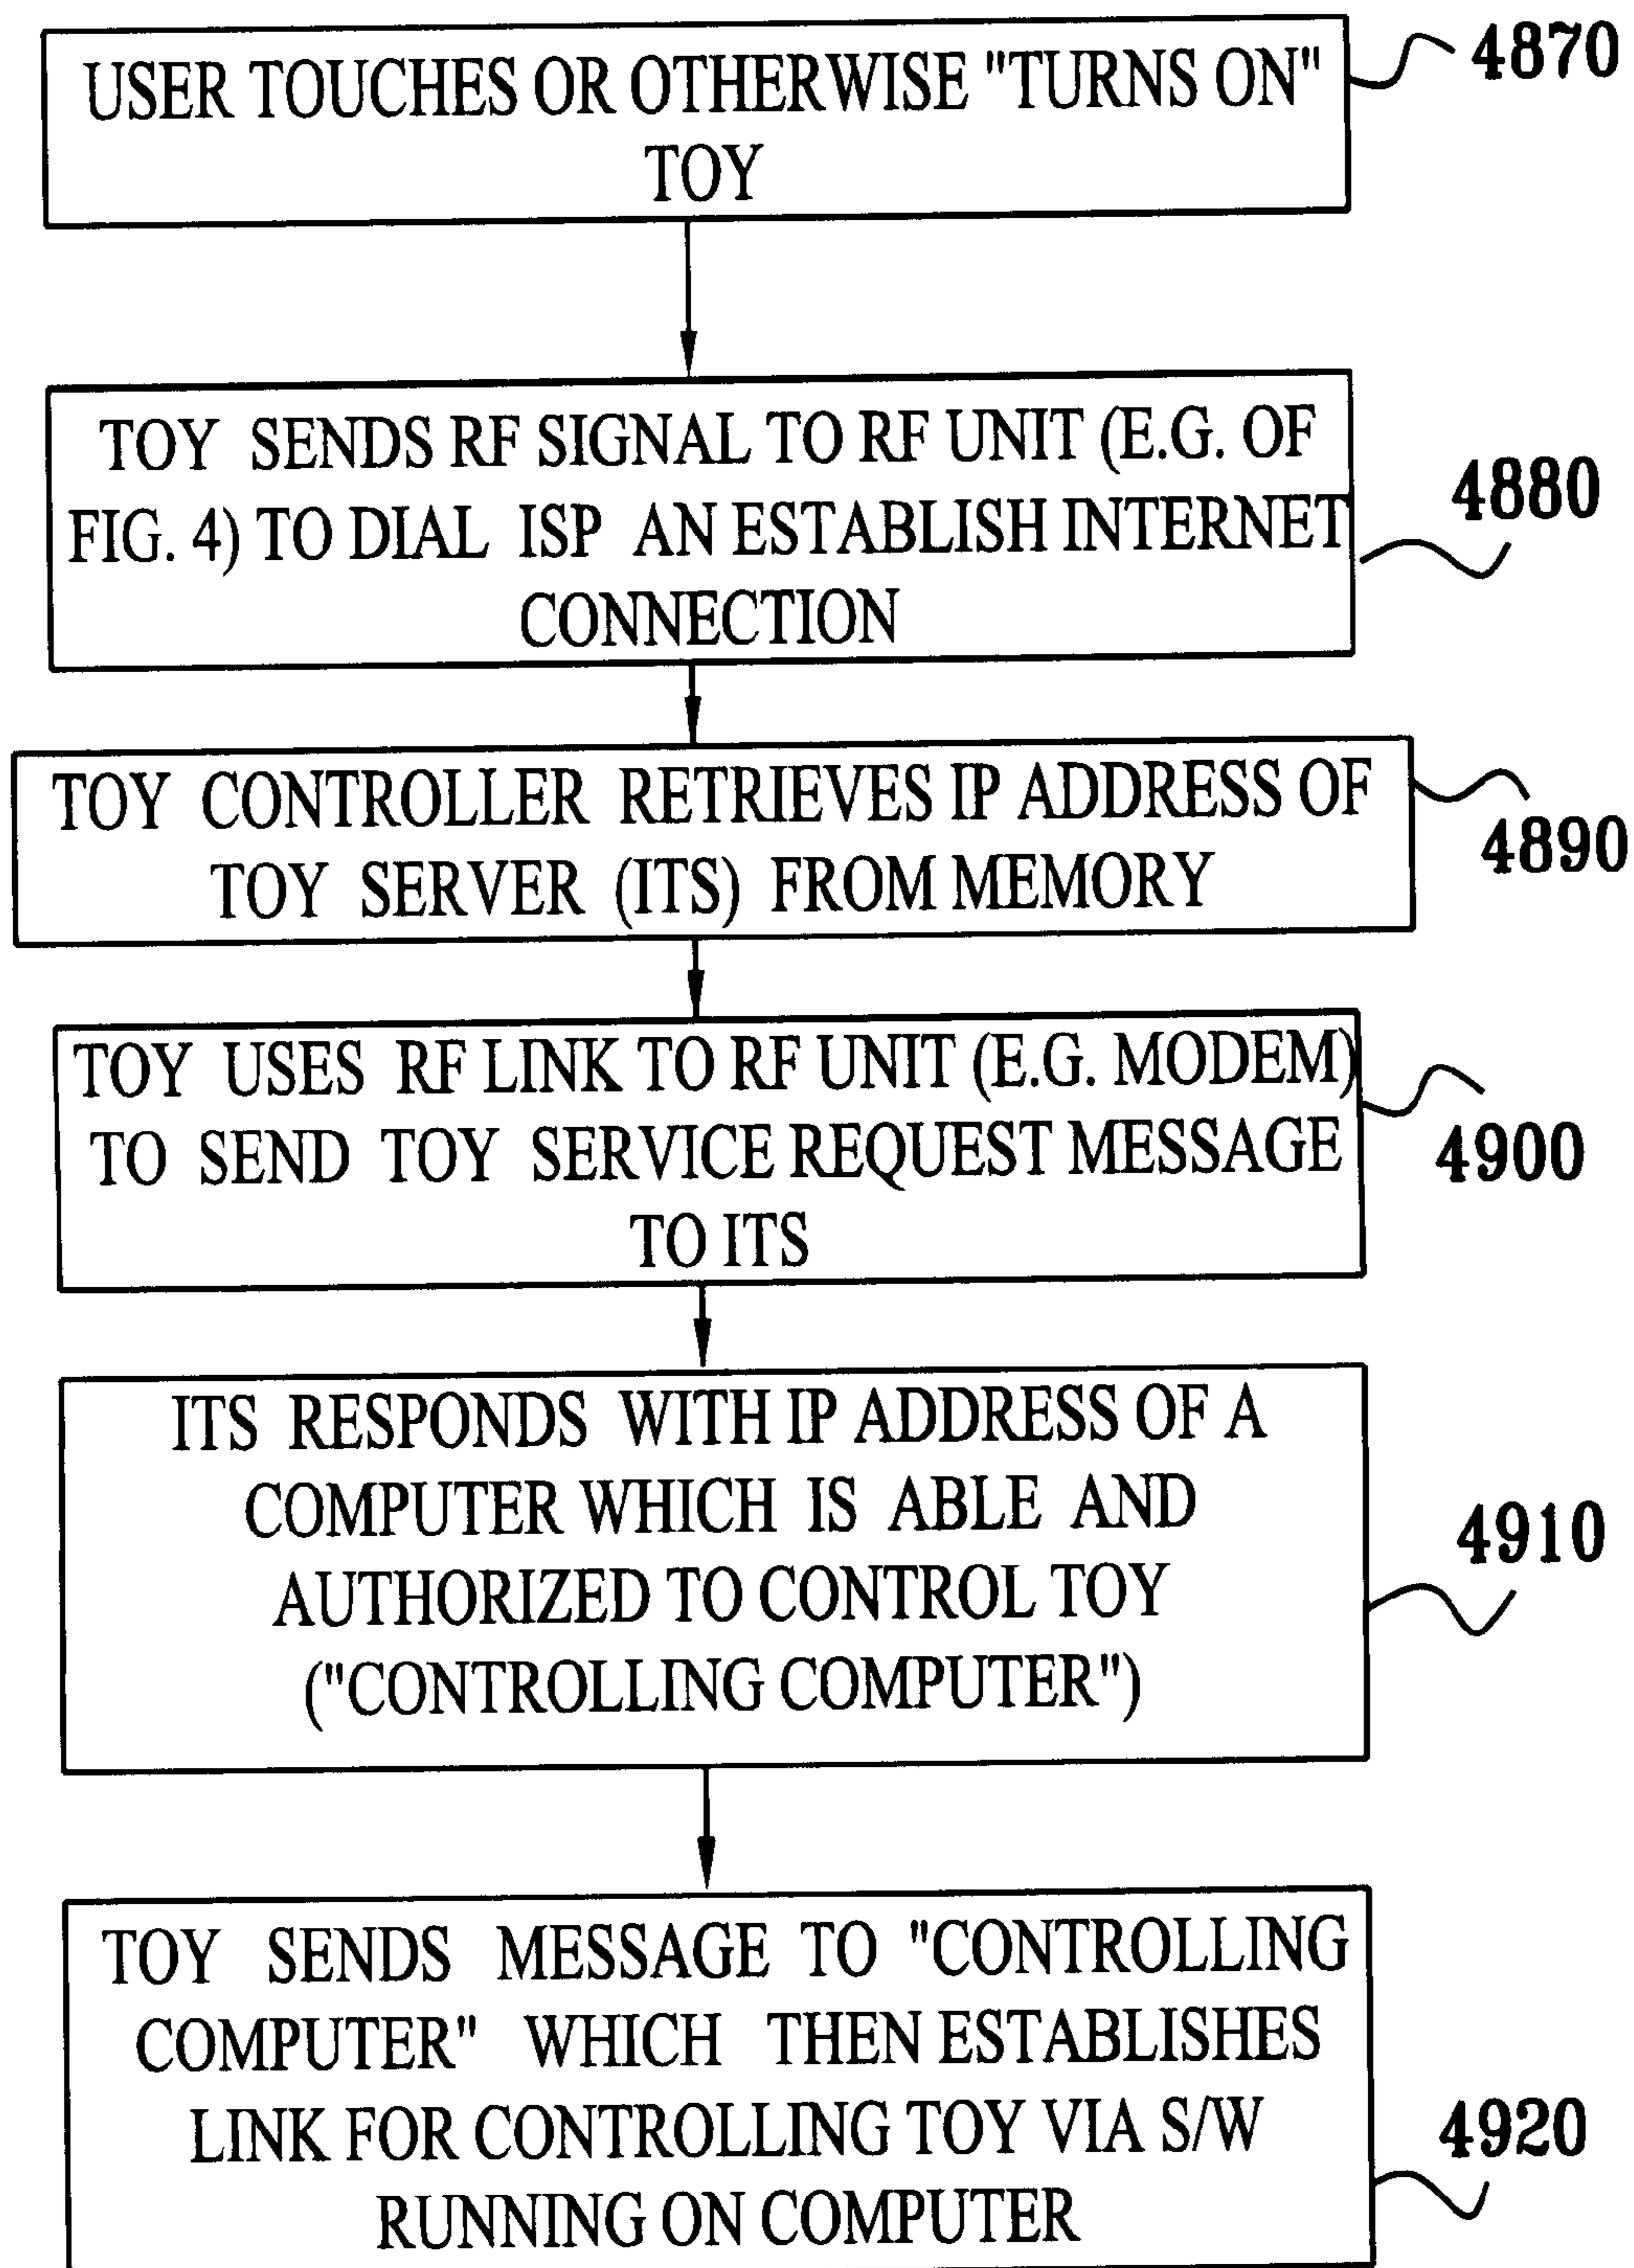 USER TOUCHES OR OTHERWISE "TURNS ON"
TOY
4870
TOY SENDS RF SIGNAL TO RF UNIT (E.G. OF
FIG. 4) TO DIAL ISP AN ESTABLISH INTERNET
CONNECTION
4880
TOY CONTROLLER RETRIEVES IP ADDRESS OF
TOY SERVER (ITS) FROM MEMORY
4890
TOY USES RF LINK TO RF UNIT (E.G. MODEM)
TO SEND TOY SERVICE REQUEST MESSAGE
TO ITS
4900
ITS RESPONDS WITH IP ADDRESS OF A
COMPUTER WHICH IS ABLE AND
AUTHORIZED TO CONTROL TOY
("CONTROLLING COMPUTER")
4910
TOY SENDS MESSAGE TO "CONTROLLING
COMPUTER" WHICH THEN ESTABLISHES
LINK FOR CONTROLLING TOY VIA S/W
RUNNING ON COMPUTER
4920